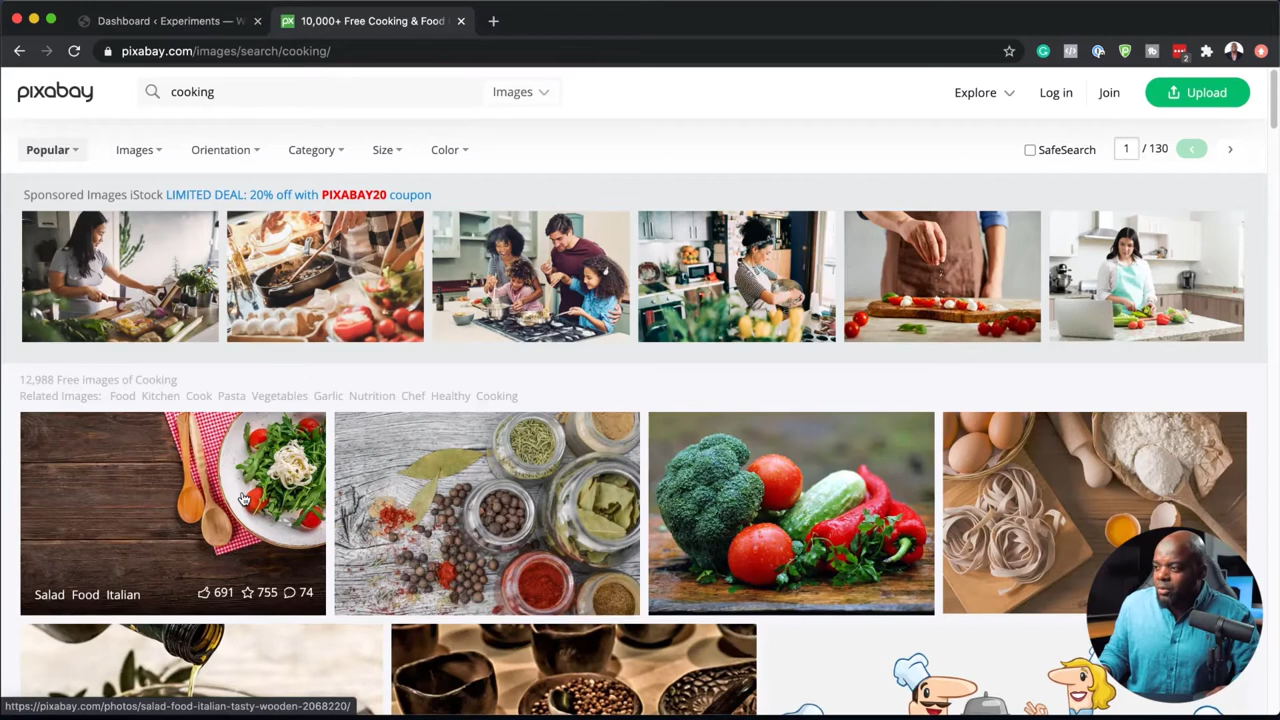 Dashboard ‹ Experiments — W
px
10,000+ Free Cooking & Food
pixabay.com/images/search/cooking/
2
pixabay
cooking
Images
Explore
Log in
Join
Upload
Popular
Images
Orientation
Category
Size
Color
SafeSearch
1 / 130
Sponsored Images iStock LIMITED DEAL: 20% off with PIXABAY20 coupon
12,988 Free images of Cooking
Related Images: Food Kitchen Cook Pasta Vegetables Garlic Nutrition Chef Healthy Cooking
Salad Food Italian
691
755
74
https://pixabay.com/photos/salad-food-italian-tasty-wooden-2068220/